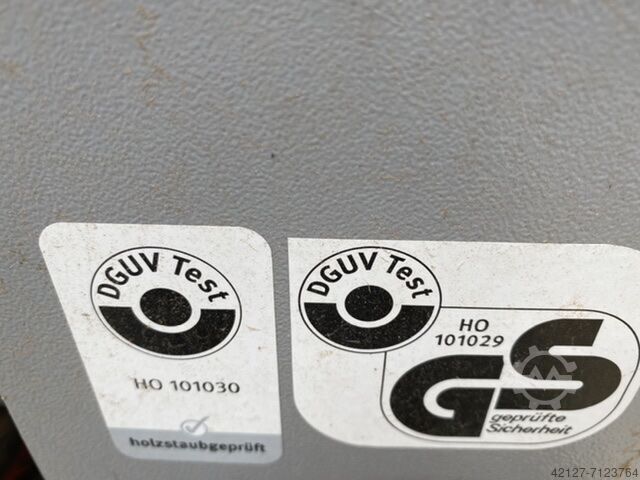 DGUV Test
HO 101030
holzstaubgeprüft
DGUV Test
HO
101029
GS
geprüfte
Sicherheit
42127-7123764